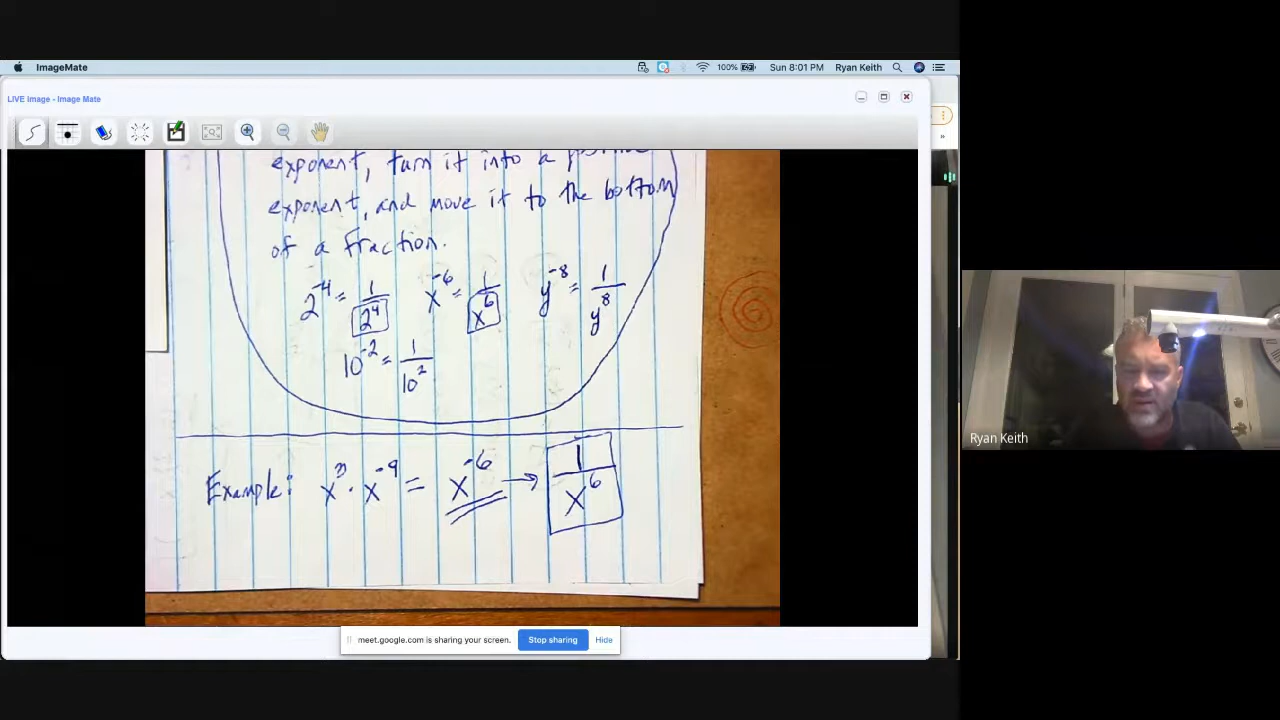 ImageMate
100%
Sun 8:01 PM
Ryan Keith
LIVE Image - Image Mate
exponent, turn it into a positive
exponent, and move it to the bottom
of a fraction.
2^-4 = 1/2^4 x^-6 = 1/x^6 y^-8 = 1/y^8
10^-2 = 1/10^2
Example: x^3 · x^-9 = x^-6 → 1/x^6
meet.google.com is sharing your screen.
Stop sharing
Hide
Ryan Keith